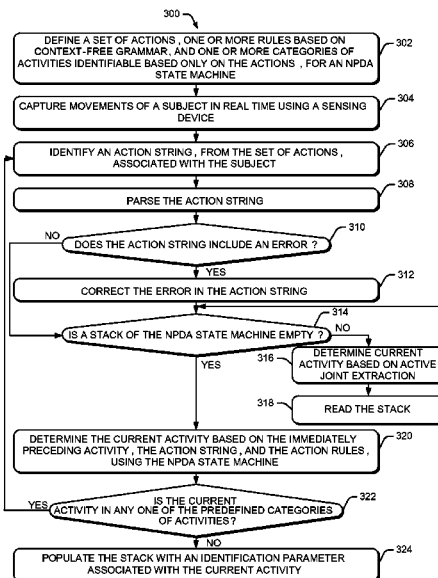 300
DEFINE A SET OF ACTIONS, ONE OR MORE RULES BASED ON
CONTEXT-FREE GRAMMAR, AND ONE OR MORE CATEGORIES OF
ACTIVITIES IDENTIFIABLE BASED ONLY ON THE ACTIONS, FOR AN NPDA
STATE MACHINE
302
CAPTURE MOVEMENTS OF A SUBJECT IN REAL TIME USING A SENSING
DEVICE
304
IDENTIFY AN ACTION STRING, FROM THE SET OF ACTIONS,
ASSOCIATED WITH THE SUBJECT
306
PARSE THE ACTION STRING
308
DOES THE ACTION STRING INCLUDE AN ERROR ?
310
NO
YES
CORRECT THE ERROR IN THE ACTION STRING
312
IS A STACK OF THE NPDA STATE MACHINE EMPTY ?
314
NO
YES
316
DETERMINE CURRENT
ACTIVITY BASED ON ACTIVE
JOINT EXTRACTION
318
READ THE STACK
DETERMINE THE CURRENT ACTIVITY BASED ON THE IMMEDIATELY
PRECEDING ACTIVITY, THE ACTION STRING, AND THE ACTION RULES,
USING THE NPDA STATE MACHINE
320
IS THE CURRENT
ACTIVITY IN ANY ONE OF THE PREDEFINED CATEGORIES
OF ACTIVITIES ?
322
YES
NO
POPULATE THE STACK WITH AN IDENTIFICATION PARAMETER
ASSOCIATED WITH THE CURRENT ACTIVITY
324